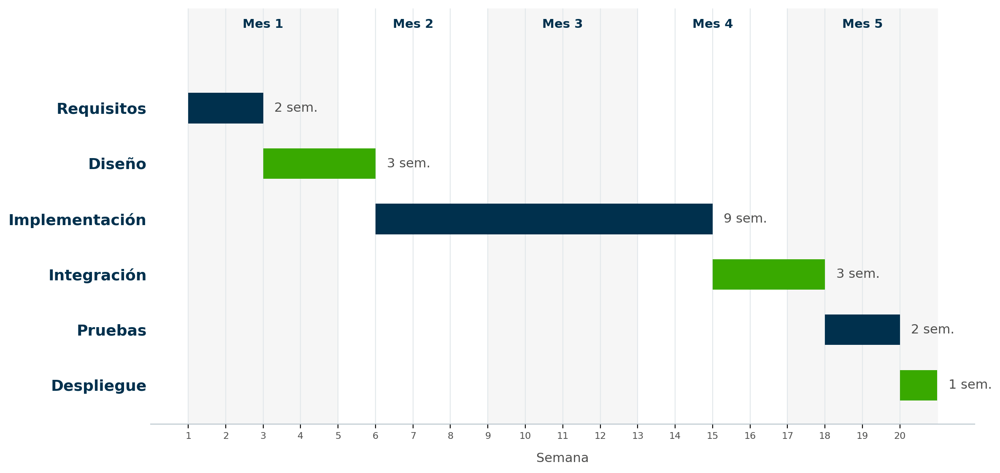 Mes 1 Mes 2 Mes 3 Mes 4 Mes 5
Requisitos 2 sem.
Diseño 3 sem.
Implementación 9 sem.
Integración 3 sem.
Pruebas 2 sem.
Despliegue 1 sem.
1 2 3 4 5 6 7 8 9 10 11 12 13 14 15 16 17 18 19 20
Semana